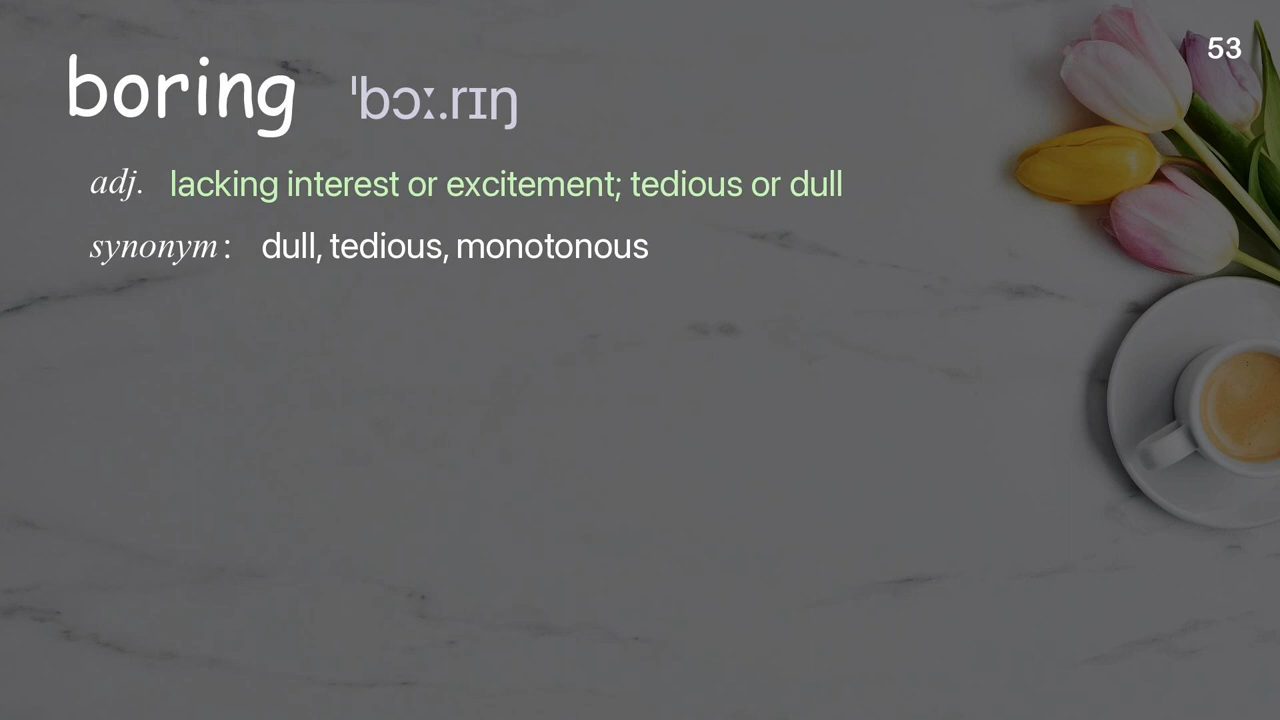 53
boring ˈbɔː.rɪŋ
adj. lacking interest or excitement; tedious or dull
synonym: dull, tedious, monotonous